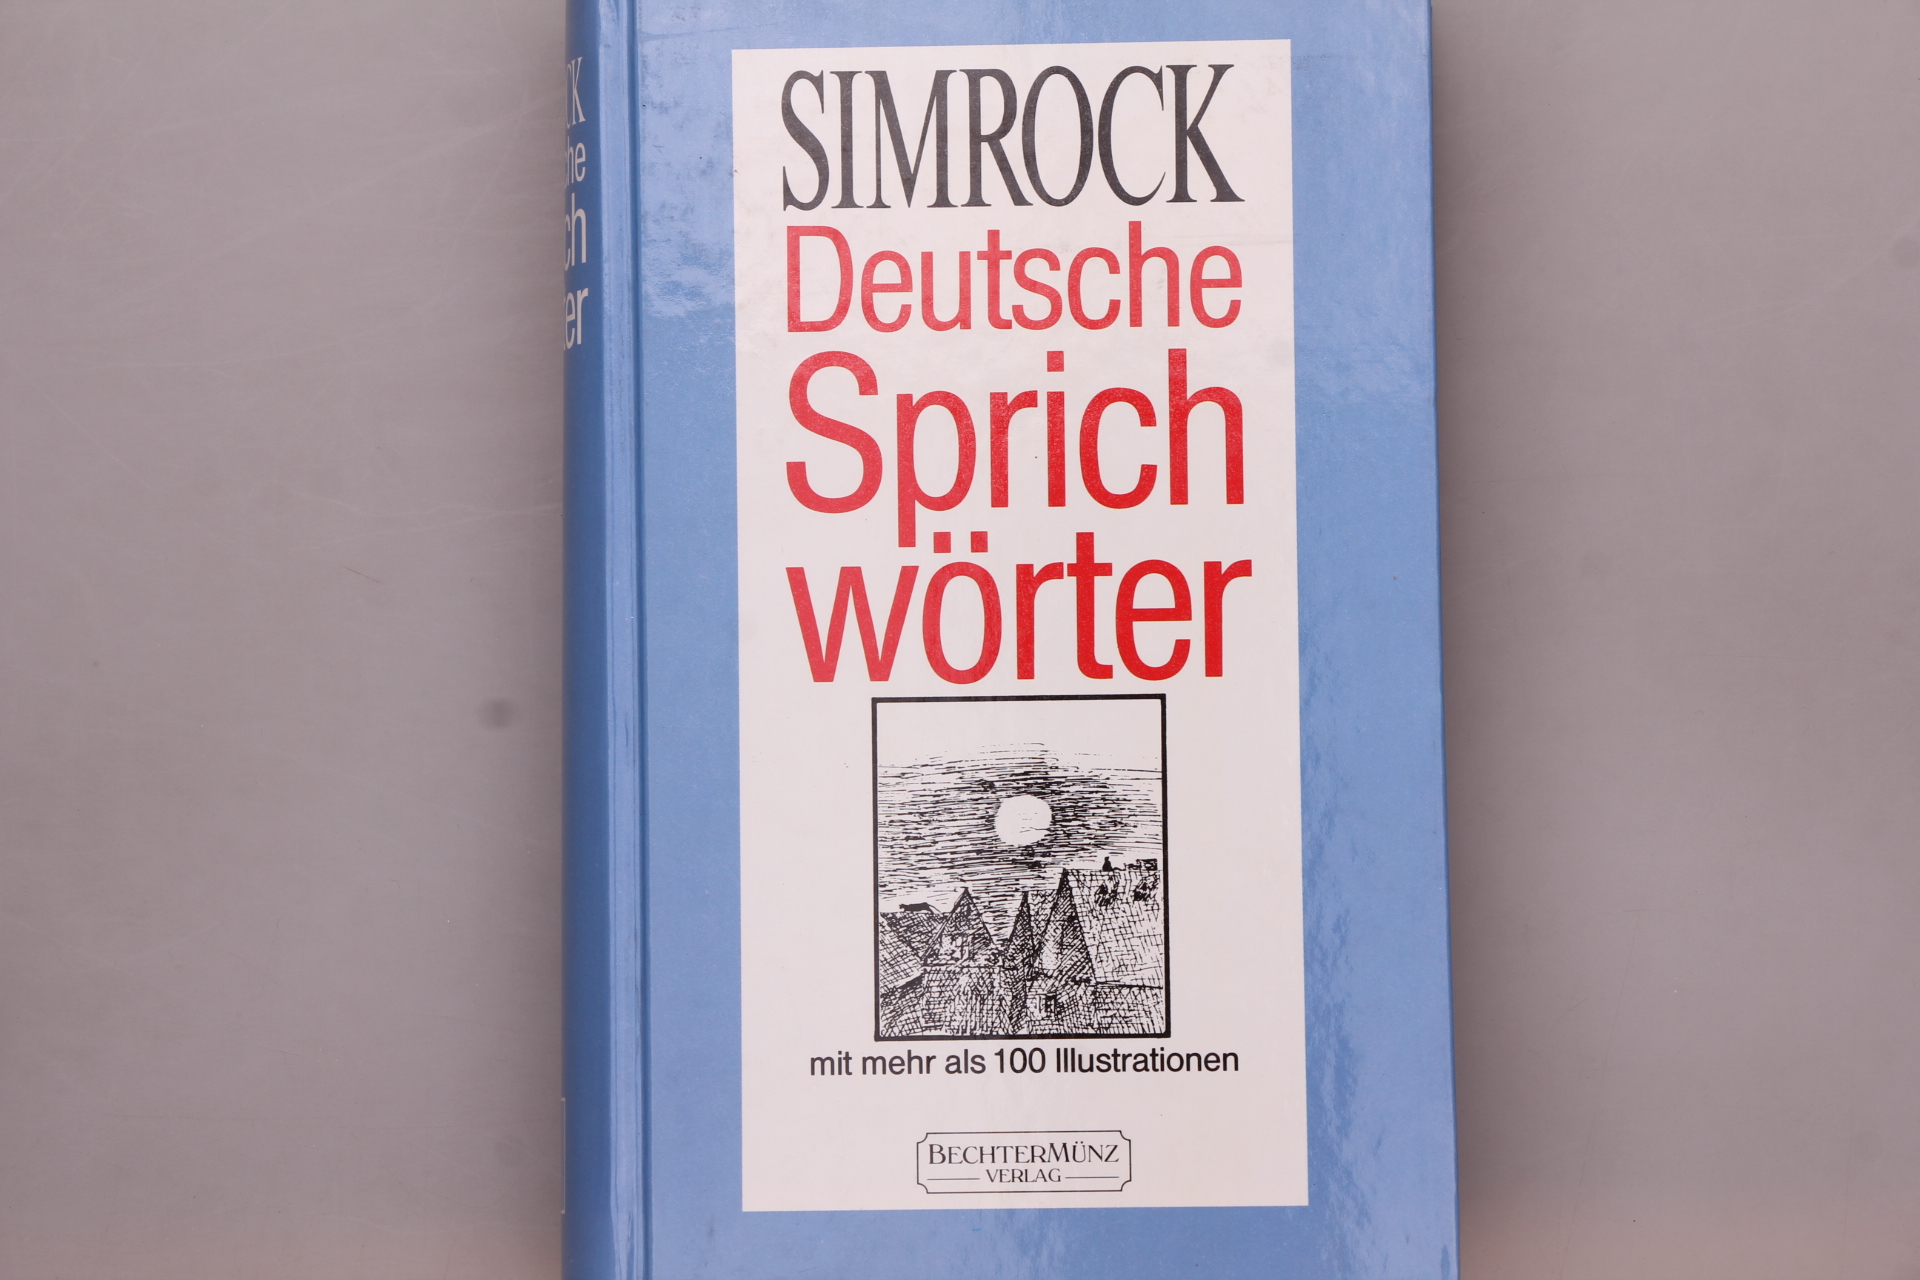 SIMROCK
Deutsche
Sprich
wörter
mit mehr als 100 Illustrationen
BECHTERMÜNZ
VERLAG